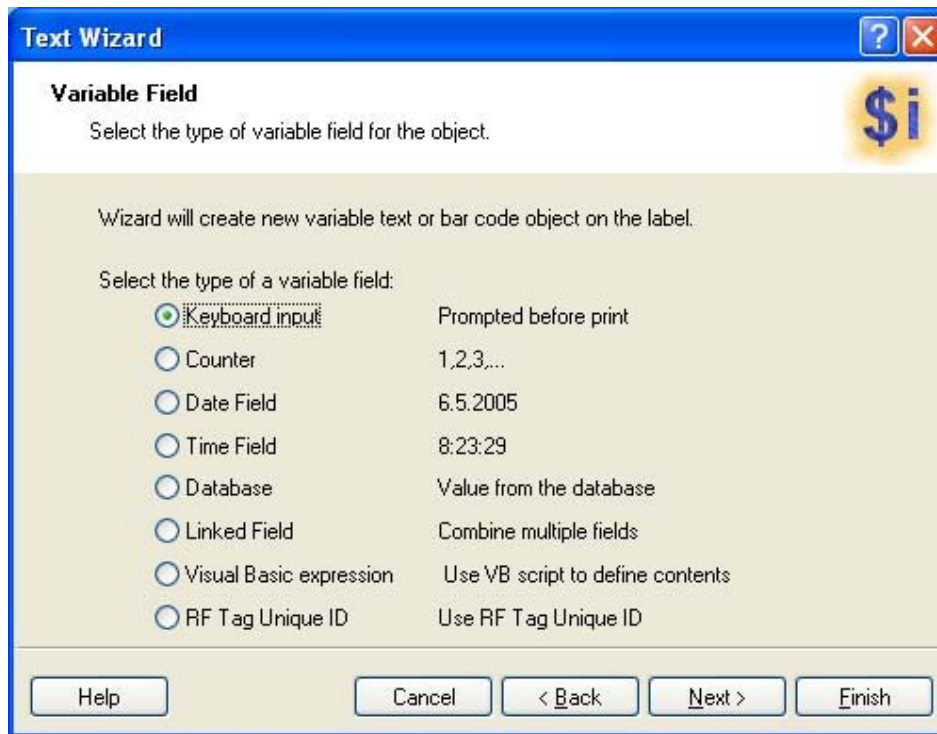 Text Wizard
Variable Field
Select the type of variable field for the object.
$i
Wizard will create new variable text or bar code object on the label.
Select the type of a variable field:
Keyboard input Prompted before print
Counter 1,2,3,...
Date Field 6.5.2005
Time Field 8:23:29
Database Value from the database
Linked Field Combine multiple fields
Visual Basic expression Use VB script to define contents
RF Tag Unique ID Use RF Tag Unique ID
Help Cancel < Back Next > Finish